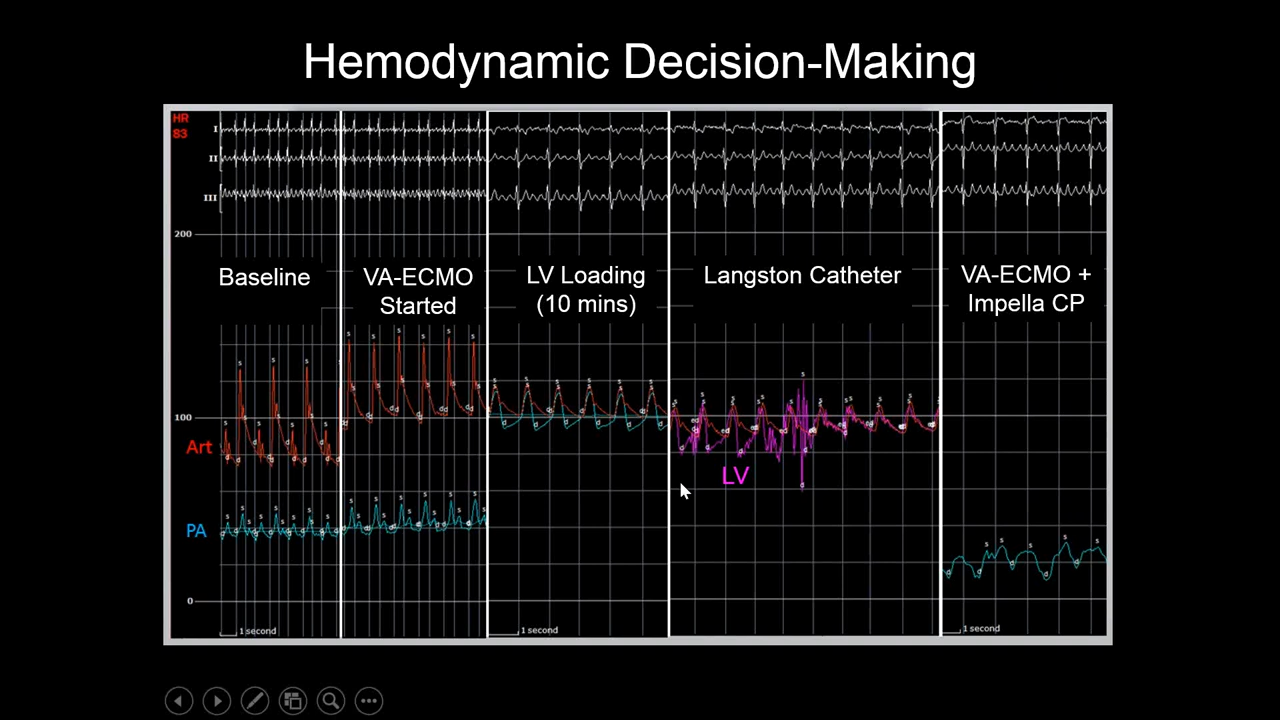 Hemodynamic Decision-Making
HR
83
I
II
III
200
Baseline
VA-ECMO
Started
LV Loading
(10 mins)
Langston Catheter
VA-ECMO +
Impella CP
100
Art
LV
PA
0
1 second
1 second
1 second